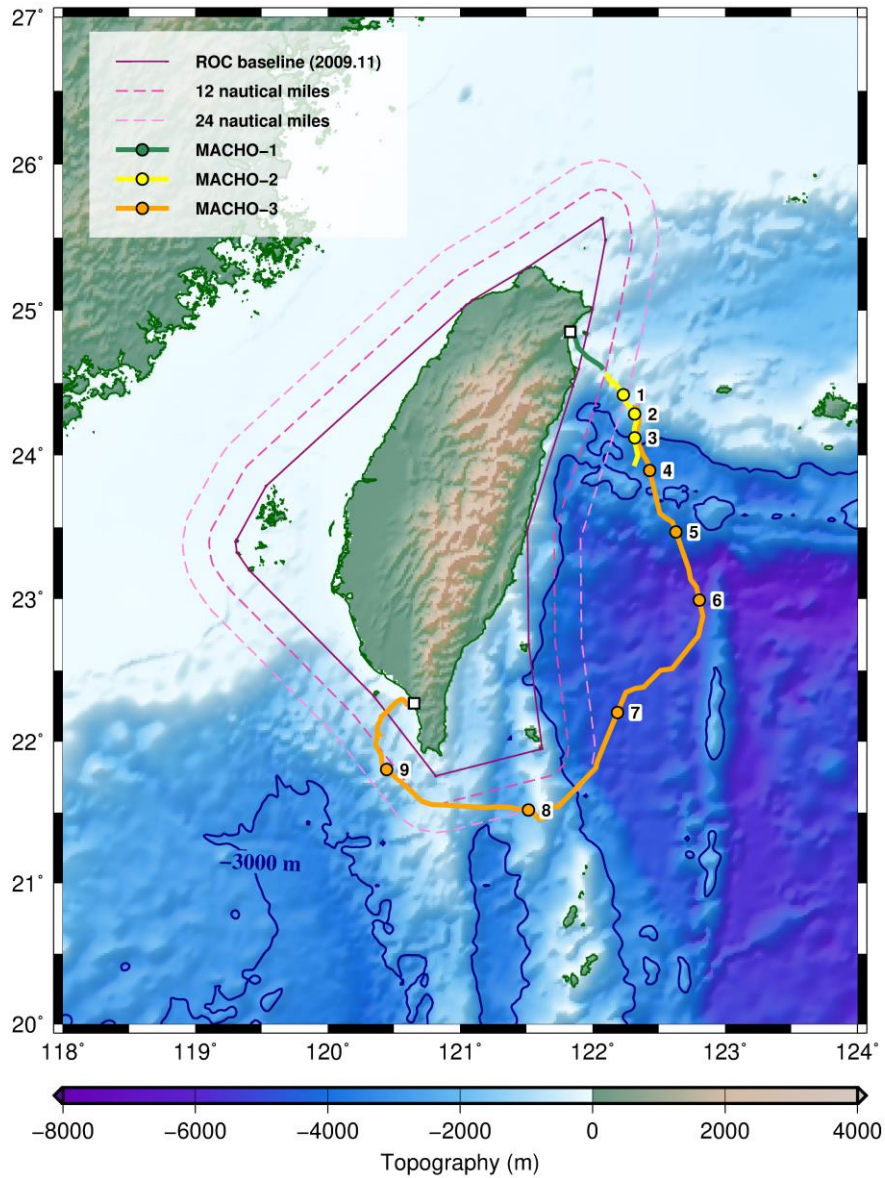 27˚
26˚
25˚
24˚
23˚
22˚
21˚
20˚
ROC baseline (2009.11)
12 nautical miles
24 nautical miles
MACHO−1
MACHO−2
MACHO−3
1
2
3
4
5
6
7
8
9
−3000 m
118˚ 119˚ 120˚ 121˚ 122˚ 123˚ 124˚
−8000 −6000 −4000 −2000 0 2000 4000
Topography (m)